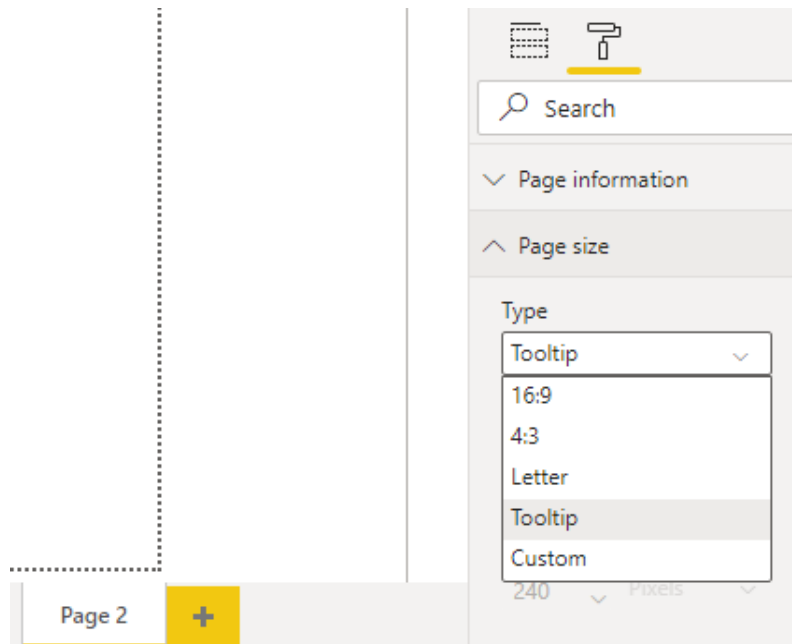 Search
Page information
Page size
Type
Tooltip
16:9
4:3
Letter
Tooltip
Custom
240 Pixels
Page 2 +